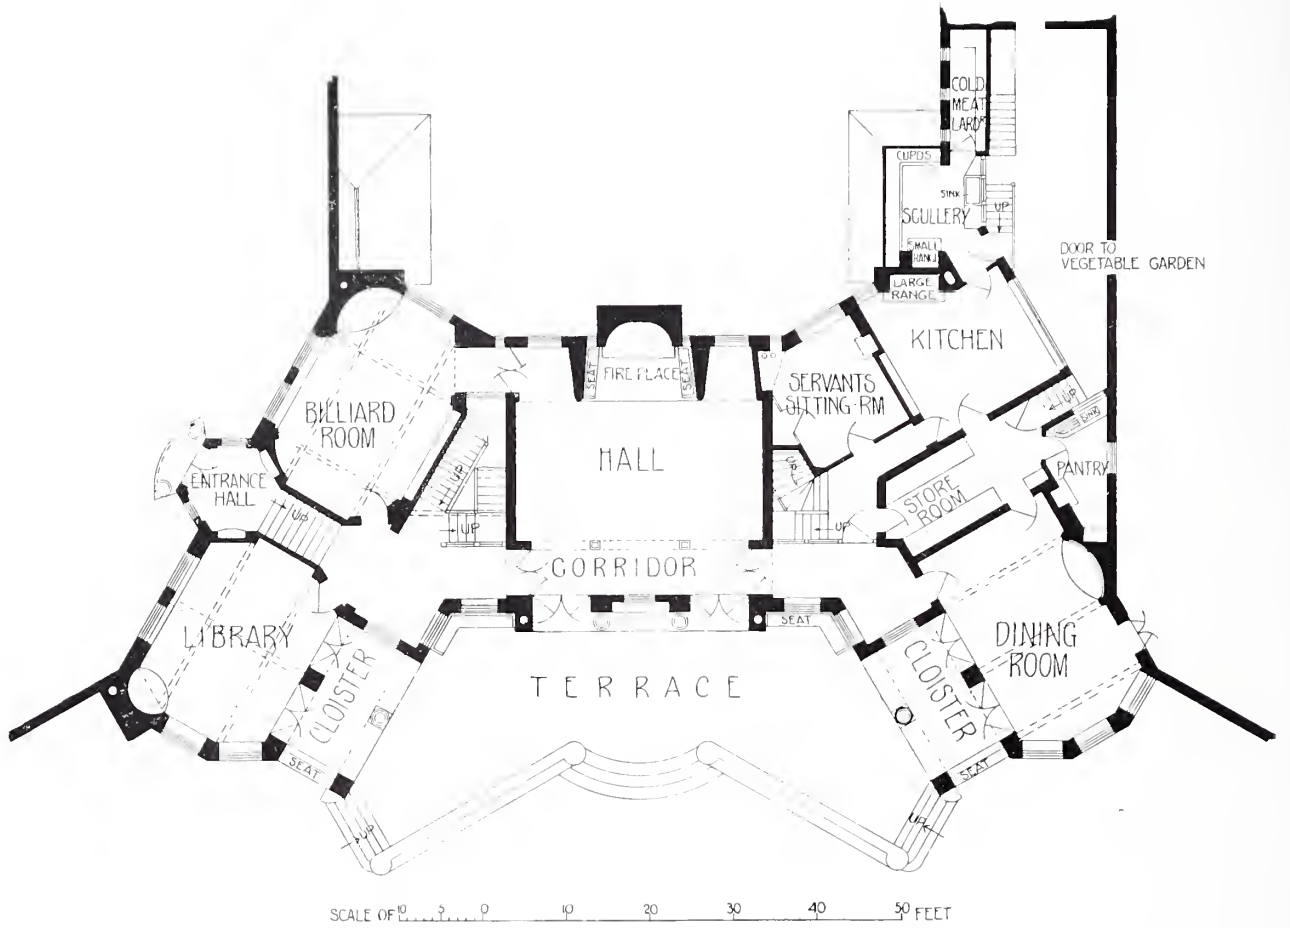 COLD
MEAT
LARDR
CUPDS
SINK
SCULLERY
UP
SMALL
RANG
DOOR TO
VEGETABLE GARDEN
LARGE
RANGE
KITCHEN
SEAT
FIRE PLACE
SEAT
SERVANTS
SITTING·RM
UP
SINK
BILLIARD
ROOM
HALL
UP
UP
PANTRY
ENTRANCE
HALL
STORE
ROOM
UP
UP
UP
CORRIDOR
SEAT
LIBRARY
CLOISTER
TERRACE
CLOISTER
DINING
ROOM
SEAT
SEAT
UP
UP
SCALE OF 10 5 0 10 20 30 40 50 FEET